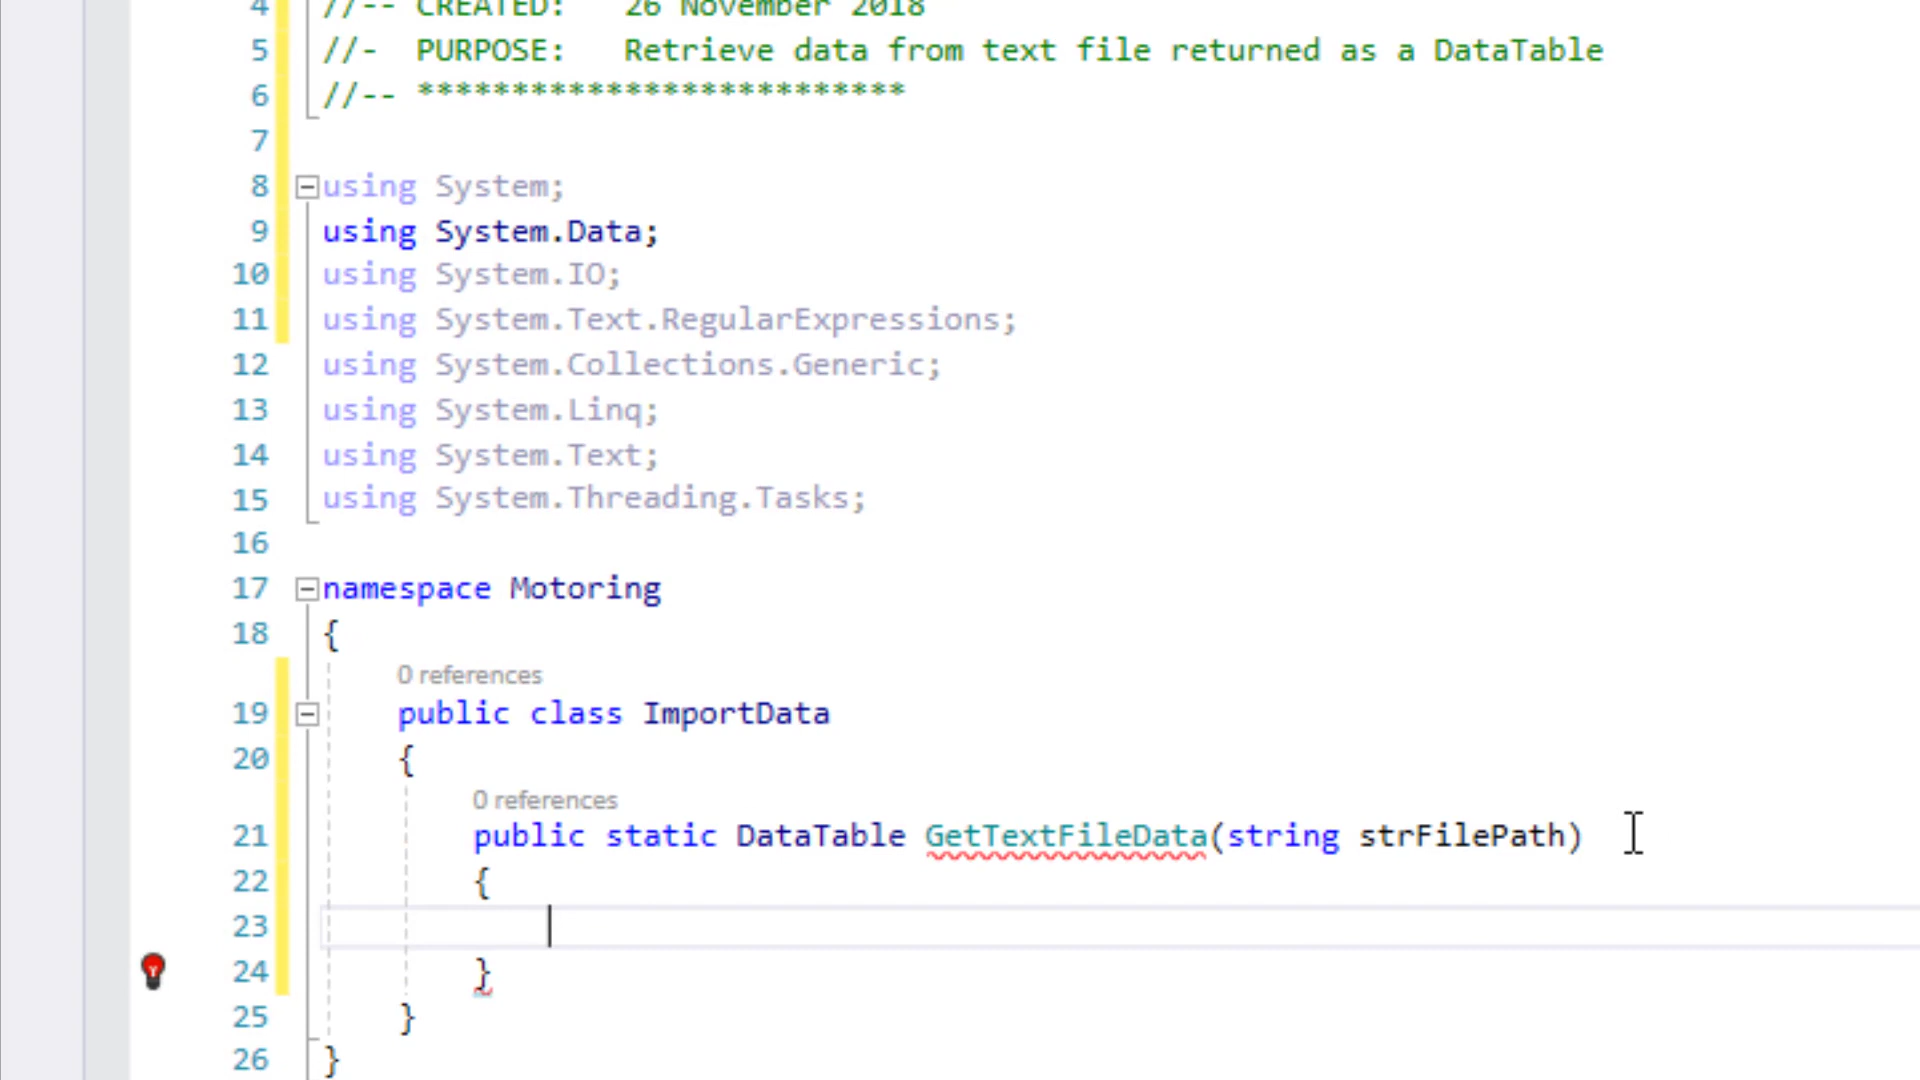 4 //-- CREATED: 26 November 2018
5 //- PURPOSE: Retrieve data from text file returned as a DataTable
6 //-- **************************
7
8 using System;
9 using System.Data;
10 using System.IO;
11 using System.Text.RegularExpressions;
12 using System.Collections.Generic;
13 using System.Linq;
14 using System.Text;
15 using System.Threading.Tasks;
16
17 namespace Motoring
18 {
0 references
19 public class ImportData
20 {
0 references
21 public static DataTable GetTextFileData(string strFilePath)
22 {
23
24 }
25 }
26 }